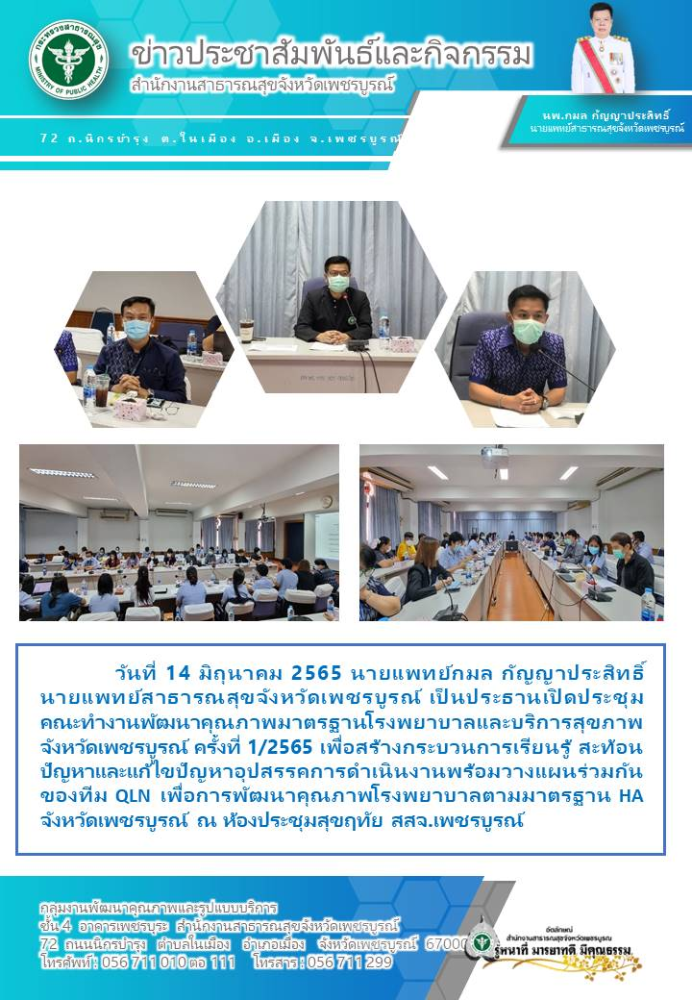 ข่าวประชาสัมพันธ์และกิจกรรม
สำนักงานสาธารณสุขจังหวัดเพชรบูรณ์
กระทรวงสาธารณสุข
MINISTRY OF PUBLIC HEALTH
72 ถ.นิกรบำรุง ต.ในเมือง อ.เมือง จ.เพชรบูรณ์
นพ.กมล กัญญาประสิทธิ์
นายแพทย์สาธารณสุขจังหวัดเพชรบูรณ์
วันที่ 14 มิถุนาคม 2565 นายแพทย์กมล กัญญาประสิทธิ์
นายแพทย์สาธารณสุขจังหวัดเพชรบูรณ์ เป็นประธานเปิดประชุม
คณะทำงานพัฒนาคุณภาพมาตรฐานโรงพยาบาลและบริการสุขภาพ
จังหวัดเพชรบูรณ์ ครั้งที่ 1/2565 เพื่อสร้างกระบวนการเรียนรู้ สะท้อน
ปัญหาและแก้ไขปัญหาอุปสรรคการดำเนินงานพร้อมวางแผนร่วมกัน
ของทีม QLN เพื่อการพัฒนาคุณภาพโรงพยาบาลตามมาตรฐาน HA
จังหวัดเพชรบูรณ์ ณ ห้องประชุมสุขฤทัย สสจ.เพชรบูรณ์
กลุ่มงานพัฒนาคุณภาพและรูปแบบบริการ
ชั้น 4 อาคารเพชรบุระ สำนักงานสาธารณสุขจังหวัดเพชรบูรณ์
72 ถนนนิกรบำรุง ตำบลในเมือง อำเภอเมือง จังหวัดเพชรบูรณ์ 67000
โทรศัพท์ : 056 711 010 ต่อ 111 โทรสาร : 056 711 299
อัตลักษณ์
สำนักงานสาธารณสุขจังหวัดเพชรบูรณ์
รู้หน้าที่ มารยาทดี มีคุณธรรม